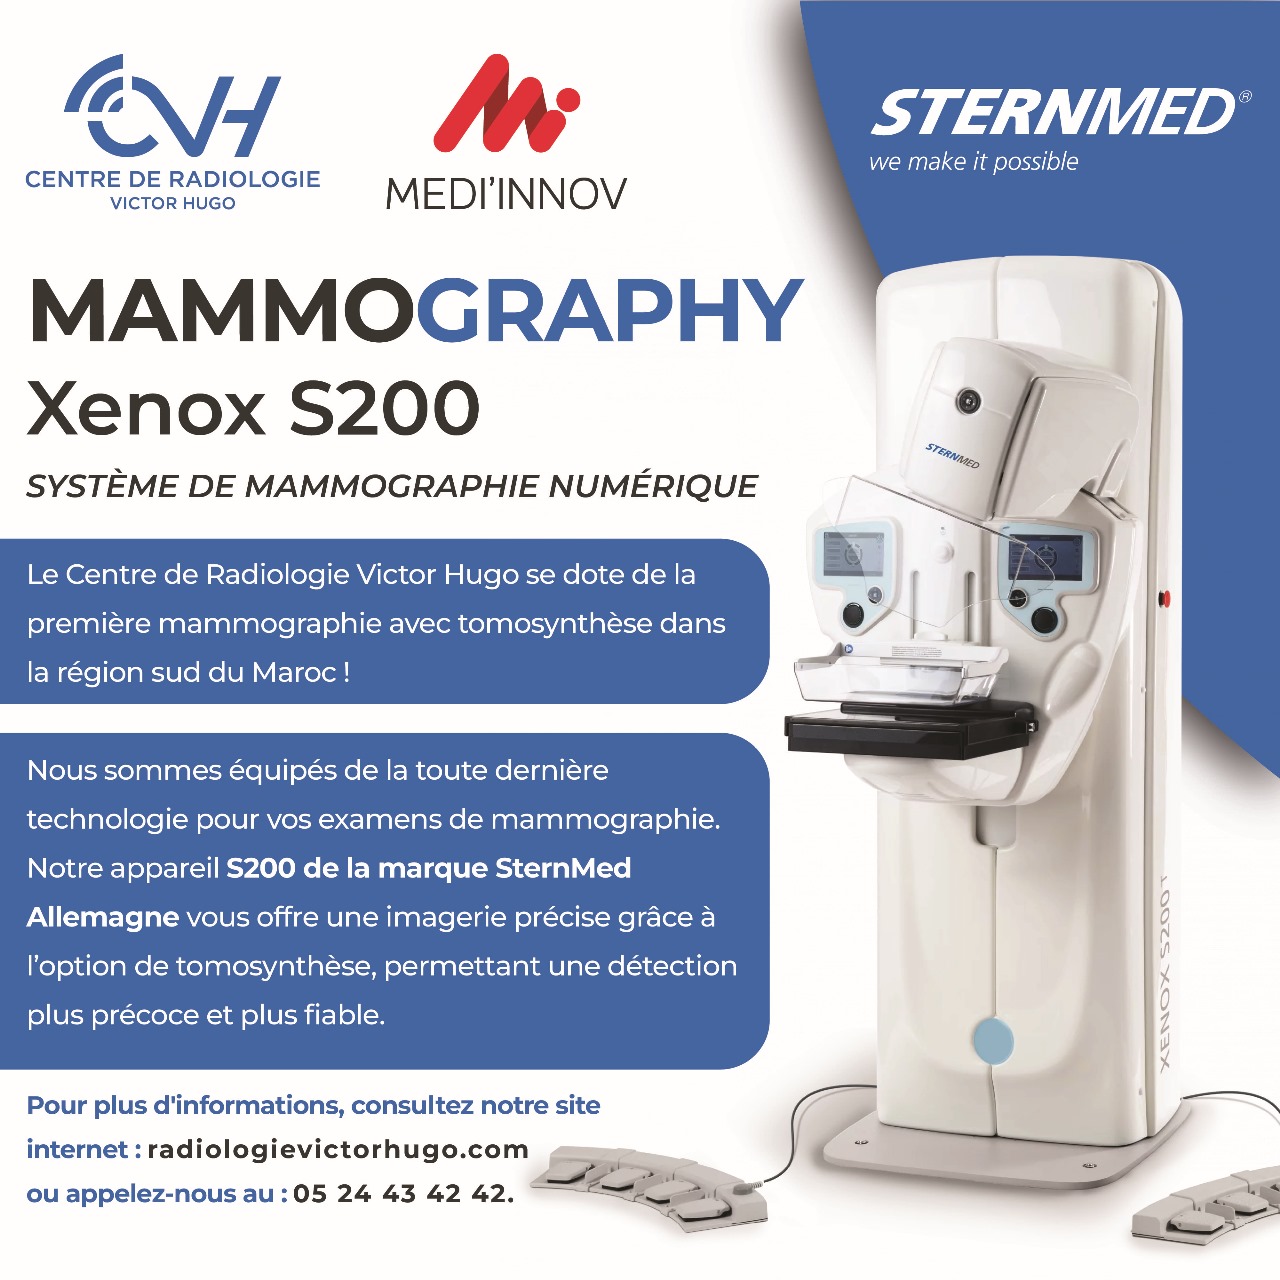 CVH
CENTRE DE RADIOLOGIE
VICTOR HUGO
MEDI'INNOV
STERNMED®
we make it possible
MAMMOGRAPHY
Xenox S200
SYSTÈME DE MAMMOGRAPHIE NUMÉRIQUE
Le Centre de Radiologie Victor Hugo se dote de la
première mammographie avec tomosynthèse dans
la région sud du Maroc !
Nous sommes équipés de la toute dernière
technologie pour vos examens de mammographie.
Notre appareil S200 de la marque SternMed
Allemagne vous offre une imagerie précise grâce à
l'option de tomosynthèse, permettant une détection
plus précoce et plus fiable.
Pour plus d'informations, consultez notre site
internet : radiologievictorhugo.com
ou appelez-nous au : 05 24 43 42 42.
STERNMED
XENOX S200T